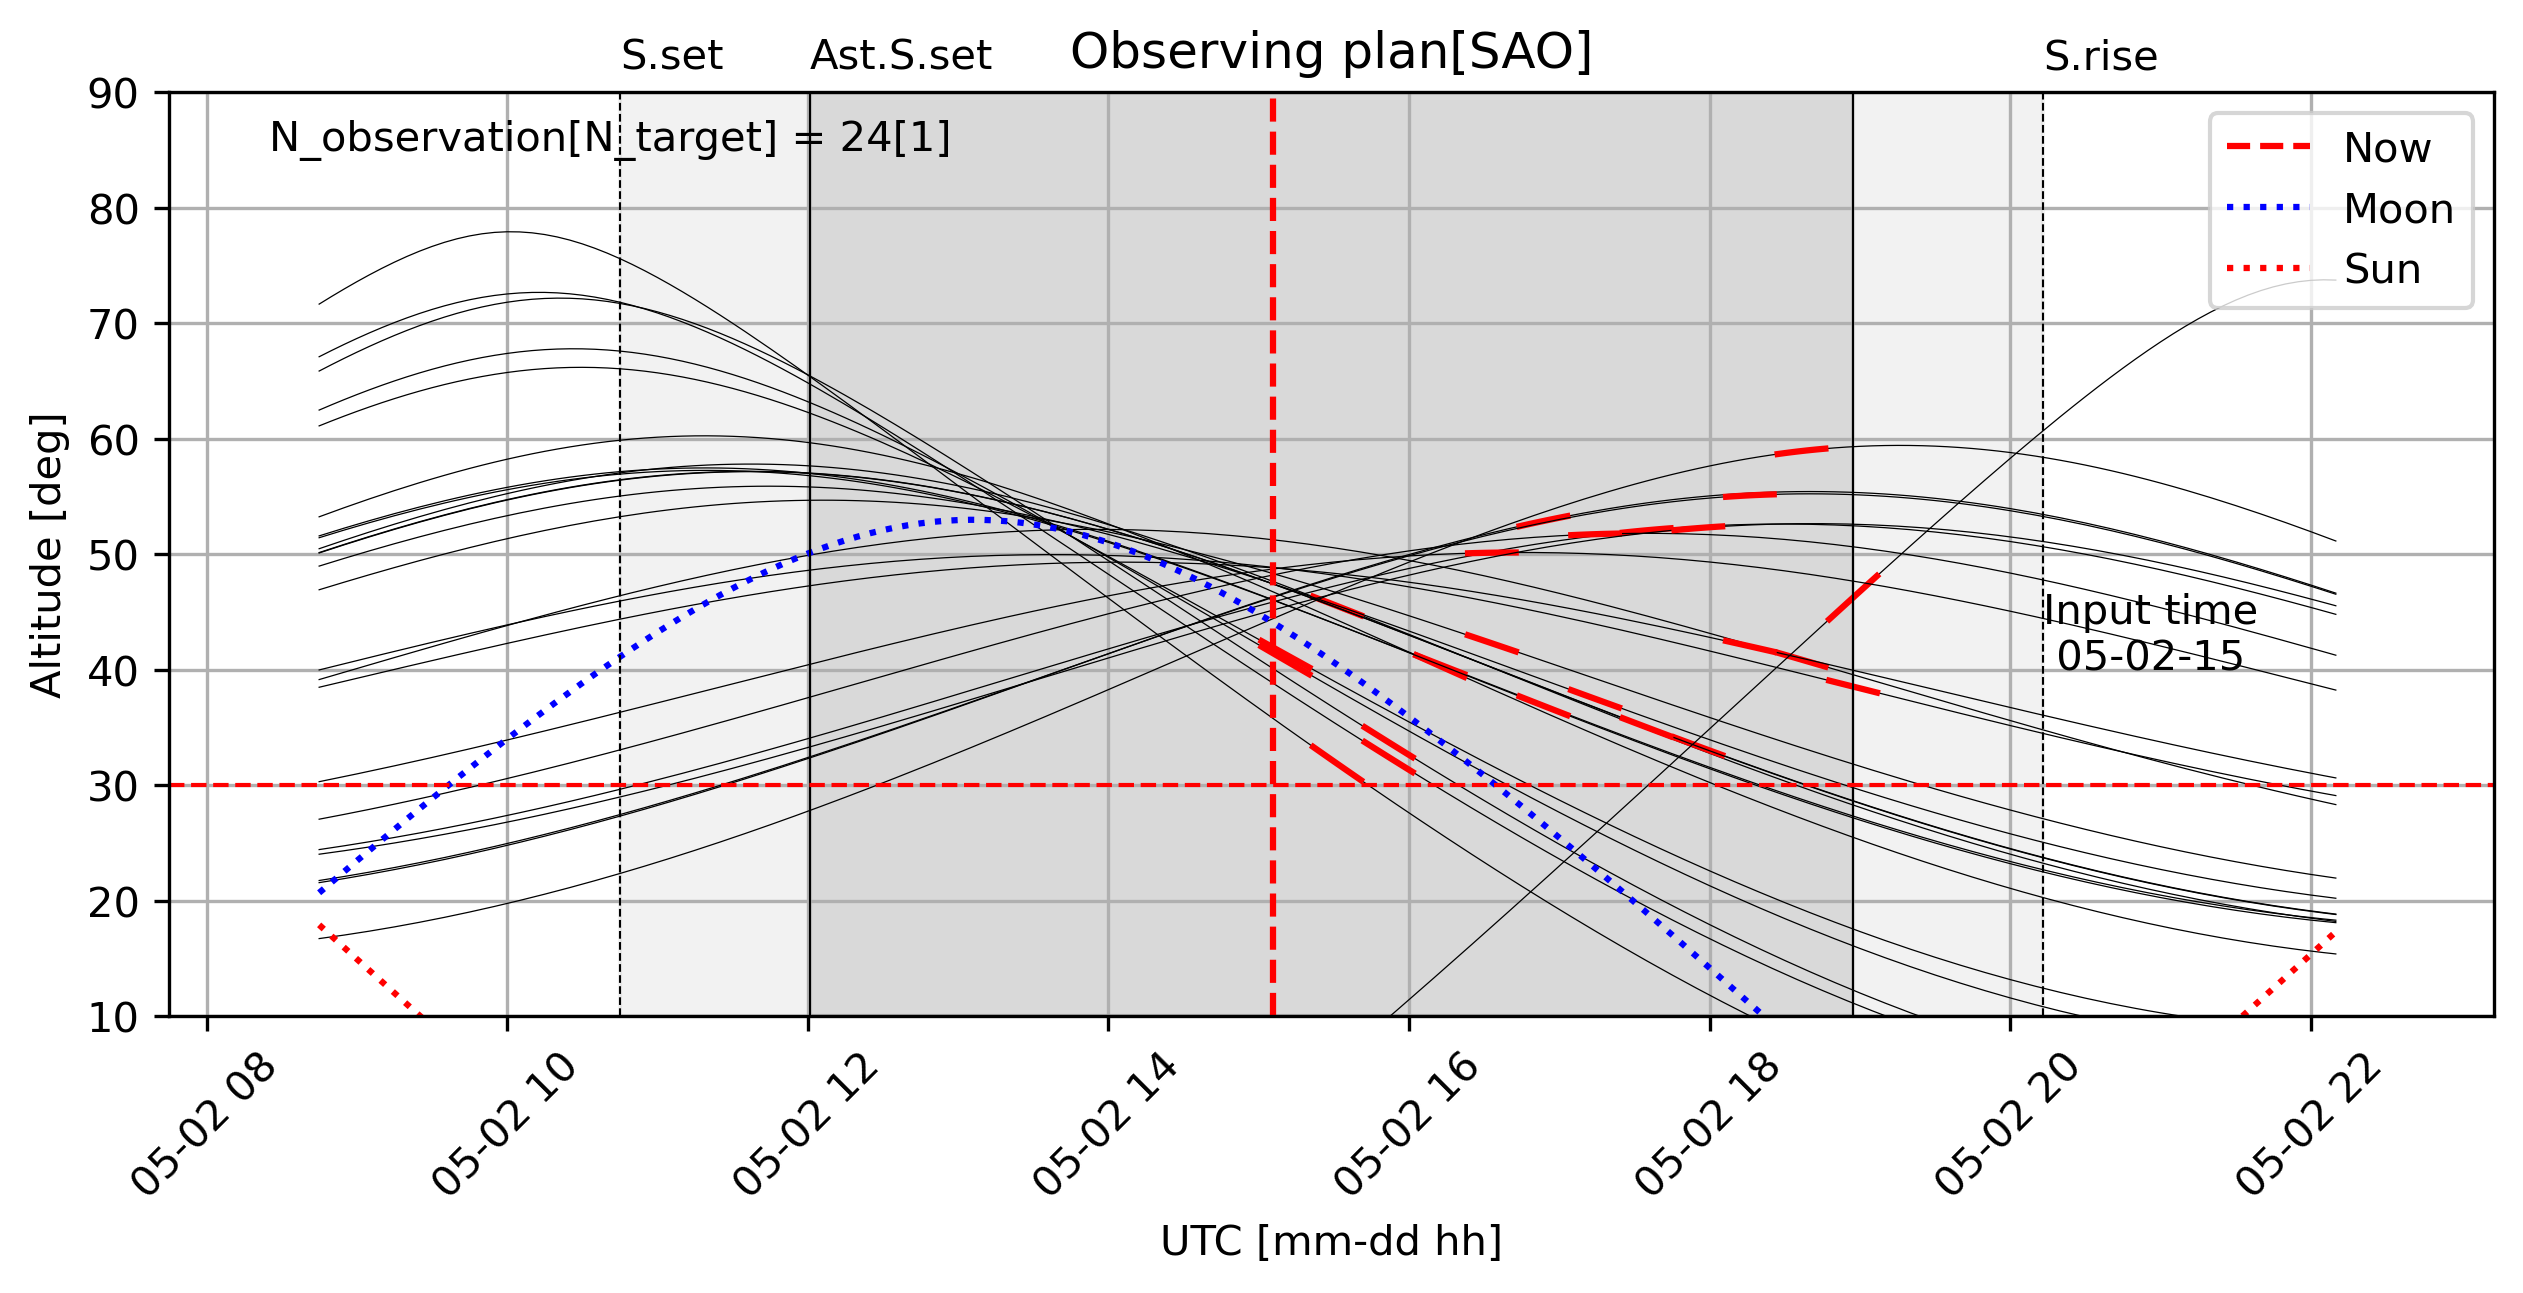 S.set
Ast.S.set
Observing plan[SAO]
S.rise
N_observation[N_target] = 24[1]
Now
Moon
Sun
90
80
70
60
50
40
30
20
10
Altitude [deg]
Input time
05-02-15
05-02 08
05-02 10
05-02 12
05-02 14
05-02 16
05-02 18
05-02 20
05-02 22
UTC [mm-dd hh]